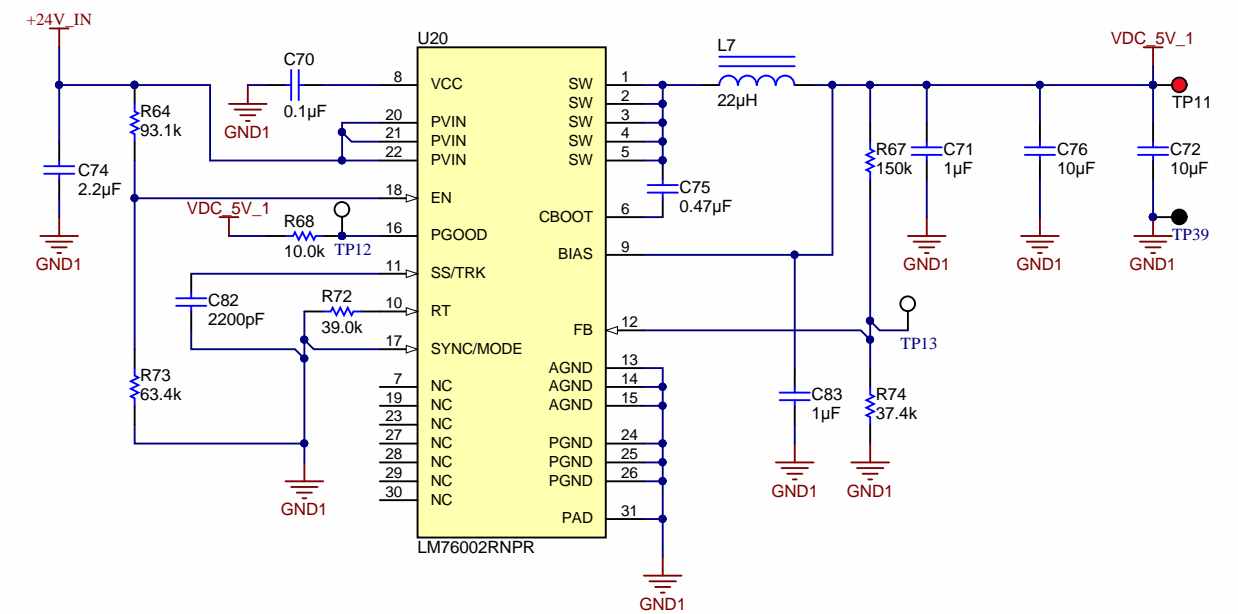 +24V_IN
U20
L7
VDC_5V_1
C70
0.1µF
GND1
8
VCC
SW
1
22µH
TP11
R64
93.1k
20
PVIN
21
PVIN
22
PVIN
SW
2
SW
3
SW
4
SW
5
R67
150k
C71
1µF
C76
10µF
C72
10µF
C74
2.2µF
18
EN
C75
0.47µF
VDC_5V_1
R68
10.0k
TP12
16
PGOOD
CBOOT
6
TP39
GND1
BIAS
9
GND1
GND1
GND1
11
SS/TRK
C82
2200pF
R72
39.0k
10
RT
FB
12
TP13
17
SYNC/MODE
AGND
13
R73
63.4k
7
NC
AGND
14
19
NC
AGND
15
C83
1µF
R74
37.4k
23
NC
27
NC
PGND
24
28
NC
PGND
25
29
NC
PGND
26
30
NC
GND1
GND1
GND1
PAD
31
LM76002RNPR
GND1